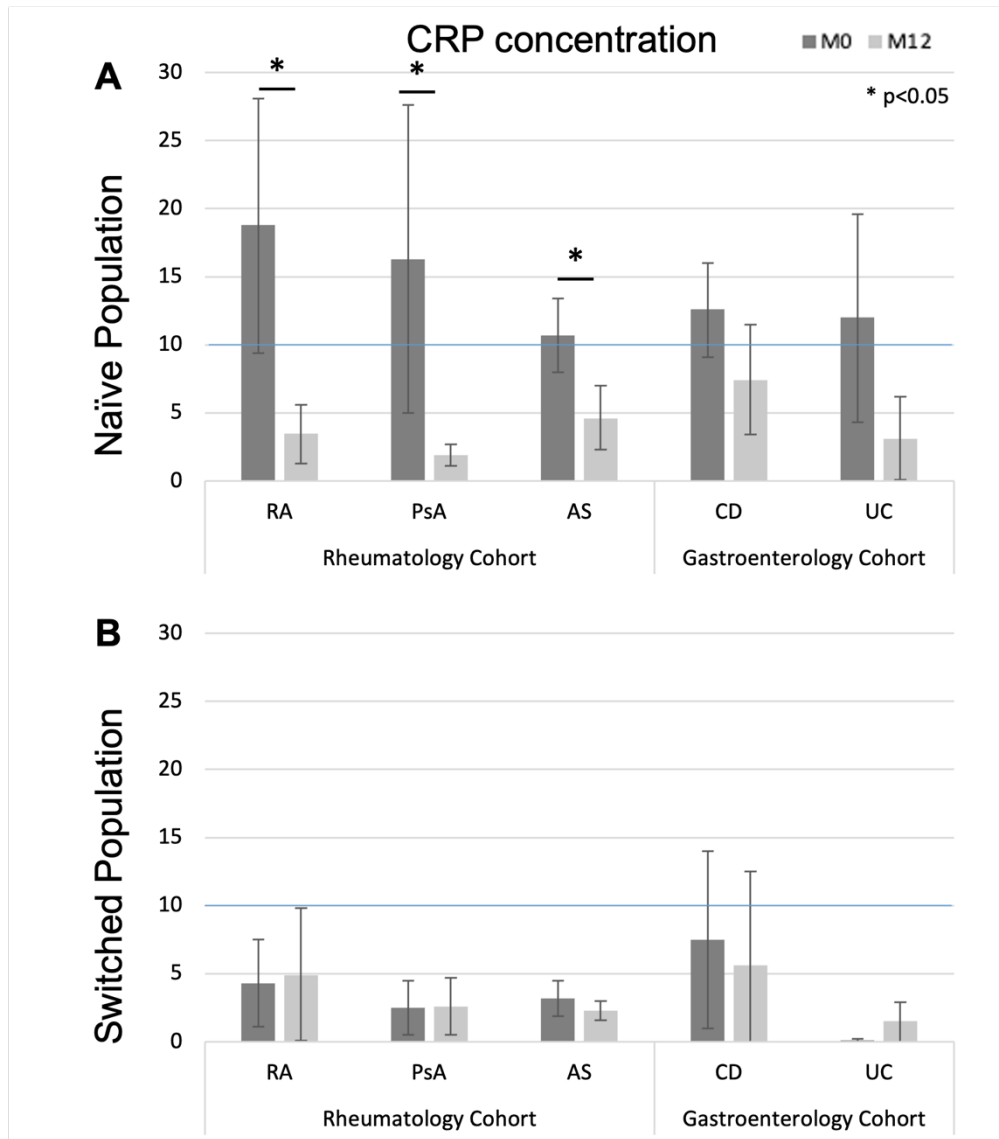 CRP concentration
M0 M12
A
* p<0.05
* * *
Naïve Population
30
25
20
15
10
5
0
RA PsA AS CD UC
Rheumatology Cohort Gastroenterology Cohort
B
Switched Population
30
25
20
15
10
5
0
RA PsA AS CD UC
Rheumatology Cohort Gastroenterology Cohort